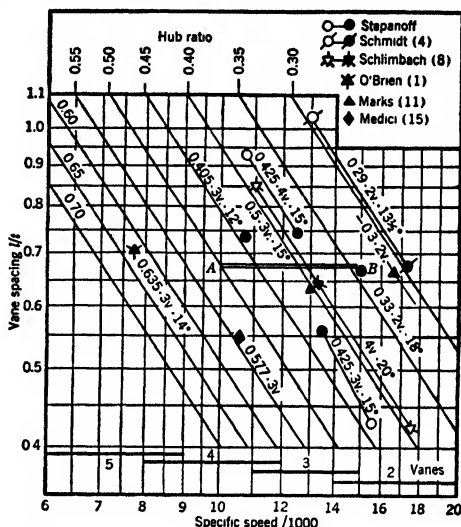 Hub ratio
0.55
0.50
0.45
0.40
0.35
0.30
Stepanoff
Schmidt (4)
Schlimbach (8)
O'Brien (1)
Marks (11)
Medici (15)
Vane spacing l/t
1.1
1.0
0.9
0.8
0.7
0.6
0.5
0.4
0.60
0.65
0.70
0.405·3v·12°
0.425·4v·15°
0.5·3v·15°
0.29·2v·13½°
0.3·2v
0.33·2v·18°
0.635·3v·14°
0.577·3v
0.425·3v·15°
4v·20°
A
B
5
4
3
2
Vanes
6
7
8
9
10
12
14
16
18
20
Specific speed /1000